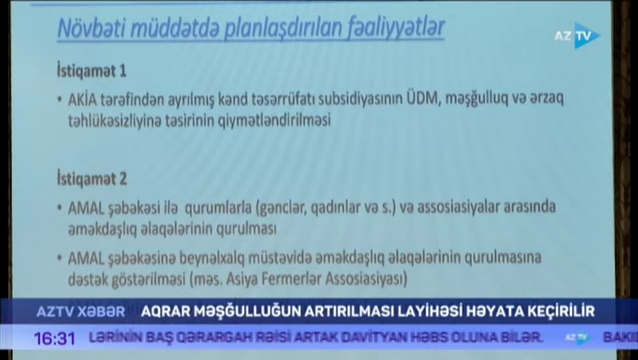 Növbəti müddətdə planlaşdırılan fəaliyyətlər
AZTV
İstiqamət 1
• AKİA tərəfindən ayrılmış kənd təsərrüfatı subsidiyasının ÜDM, məşğulluq və ərzaq
təhlükəsizliyinə təsirinin qiymətləndirilməsi
İstiqamət 2
• AMAL şəbəkəsi ilə qurumlarla (gənclər, qadınlar və s.) və assosiasiyalar arasında
əməkdaşlıq əlaqələrinin qurulması
• AMAL şəbəkəsinə beynəlxalq müstəvidə əməkdaşlıq əlaqələrinin qurulmasına
dəstək göstərilməsi (məs. Asiya Fermerlər Assosiasiyası)
AZTV XƏBƏR AQRAR MƏŞĞULLUĞUN ARTIRILMASI LAYİHƏSİ HƏYATA KEÇİRİLİR
16:31 LƏRİNİN BAŞ QƏRARGAH RƏİSİ ARTAK DAVİTYAN HƏBS OLUNA BİLƏR. AZTV BAKI